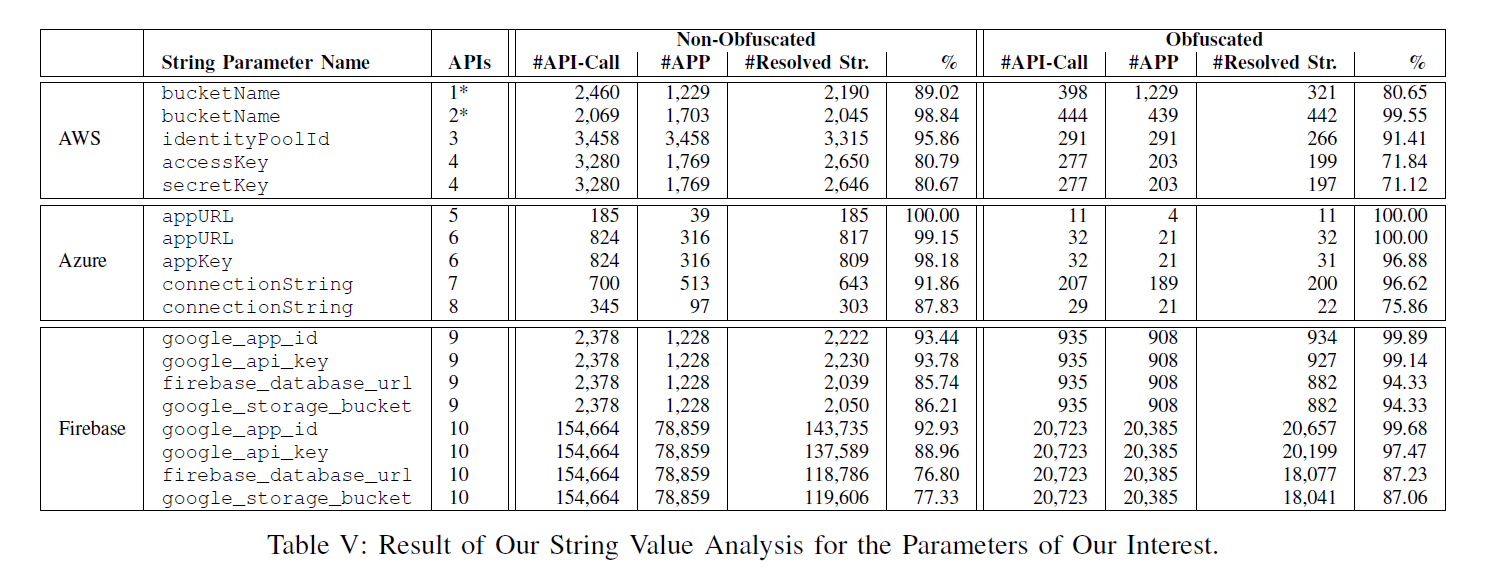 Non-Obfuscated Obfuscated
String Parameter Name APIs #API-Call #APP #Resolved Str. % #API-Call #APP #Resolved Str. %
bucketName 1* 2,460 1,229 2,190 89.02 398 1,229 321 80.65
bucketName 2* 2,069 1,703 2,045 98.84 444 439 442 99.55
AWS identityPoolId 3 3,458 3,458 3,315 95.86 291 291 266 91.41
accessKey 4 3,280 1,769 2,650 80.79 277 203 199 71.84
secretKey 4 3,280 1,769 2,646 80.67 277 203 197 71.12
appURL 5 185 39 185 100.00 11 4 11 100.00
appURL 6 824 316 817 99.15 32 21 32 100.00
Azure appKey 6 824 316 809 98.18 32 21 31 96.88
connectionString 7 700 513 643 91.86 207 189 200 96.62
connectionString 8 345 97 303 87.83 29 21 22 75.86
google_app_id 9 2,378 1,228 2,222 93.44 935 908 934 99.89
google_api_key 9 2,378 1,228 2,230 93.78 935 908 927 99.14
firebase_database_url 9 2,378 1,228 2,039 85.74 935 908 882 94.33
google_storage_bucket 9 2,378 1,228 2,050 86.21 935 908 882 94.33
Firebase google_app_id 10 154,664 78,859 143,735 92.93 20,723 20,385 20,657 99.68
google_api_key 10 154,664 78,859 137,589 88.96 20,723 20,385 20,199 97.47
firebase_database_url 10 154,664 78,859 118,786 76.80 20,723 20,385 18,077 87.23
google_storage_bucket 10 154,664 78,859 119,606 77.33 20,723 20,385 18,041 87.06
Table V: Result of Our String Value Analysis for the Parameters of Our Interest.